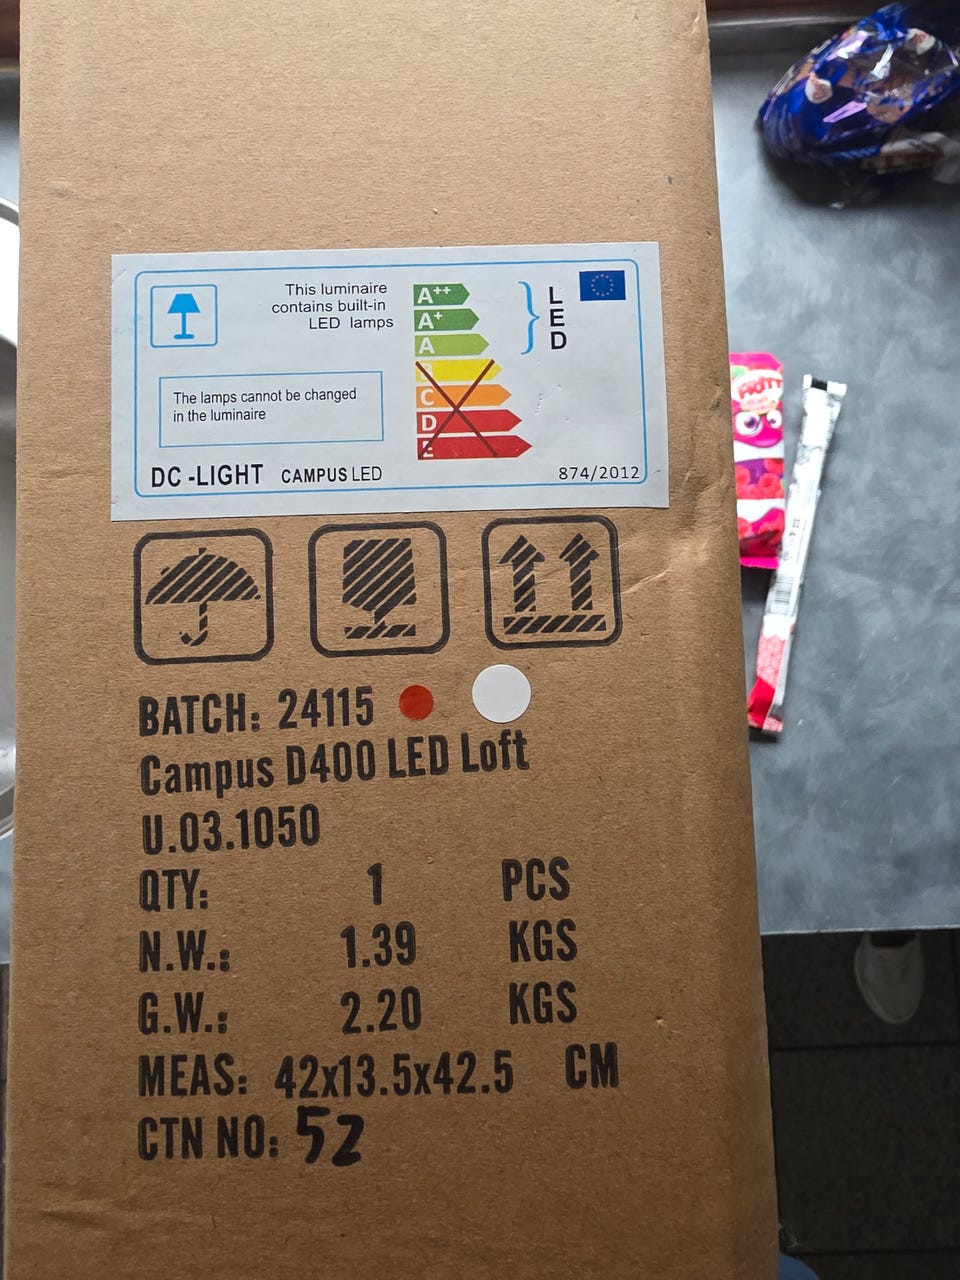 This luminaire
contains built-in
LED lamps
A++
A+
A
C
D
E
L
E
D
The lamps cannot be changed
in the luminaire
DC-LIGHT CAMPUS LED
874/2012
BATCH: 24115
Campus D400 LED Loft
U.03.1050
QTY: 1 PCS
N.W.: 1.39 KGS
G.W.: 2.20 KGS
MEAS: 42x13.5x42.5 CM
CTN NO: 52